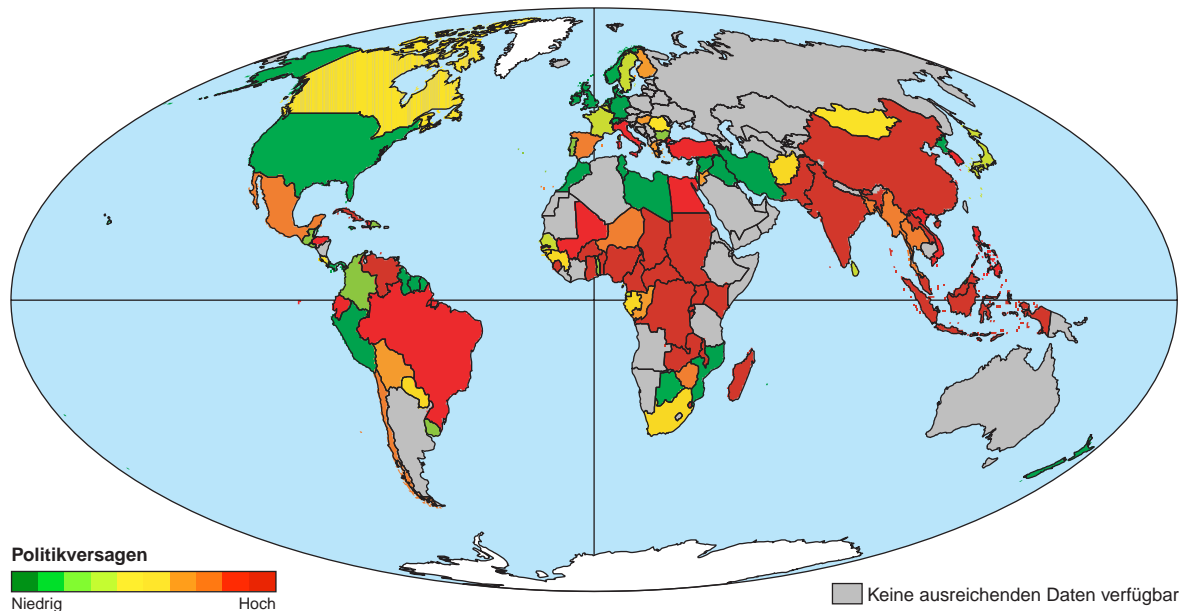 Politikversagen
Niedrig Hoch
Keine ausreichenden Daten verfügbar